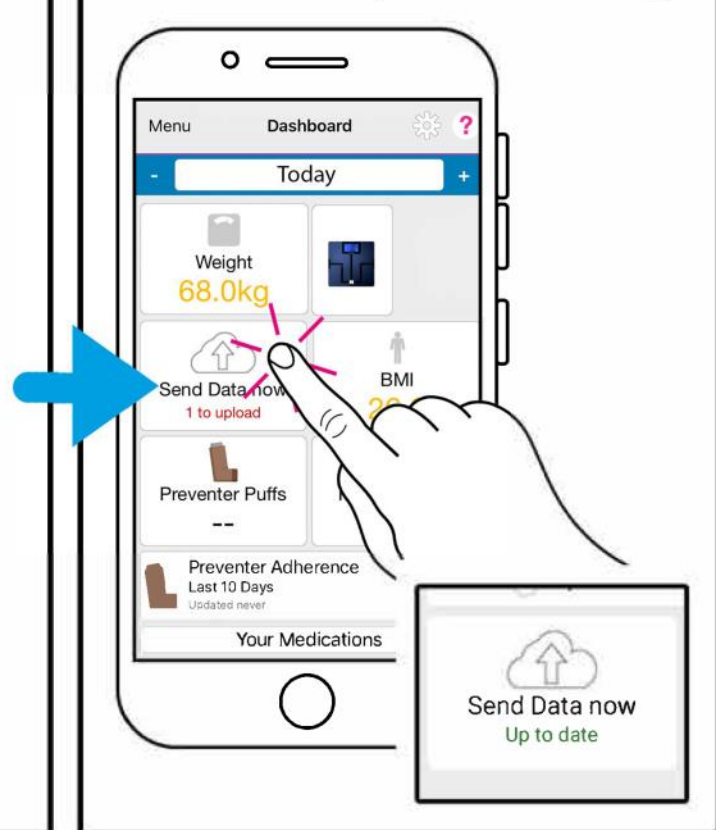 Menu Dashboard ?
- Today +
Weight
68.0kg
Send Data now
1 to upload
BMI
Preventer Puffs
--
Preventer Adherence
Last 10 Days
Updated never
Your Medications
Send Data now
Up to date